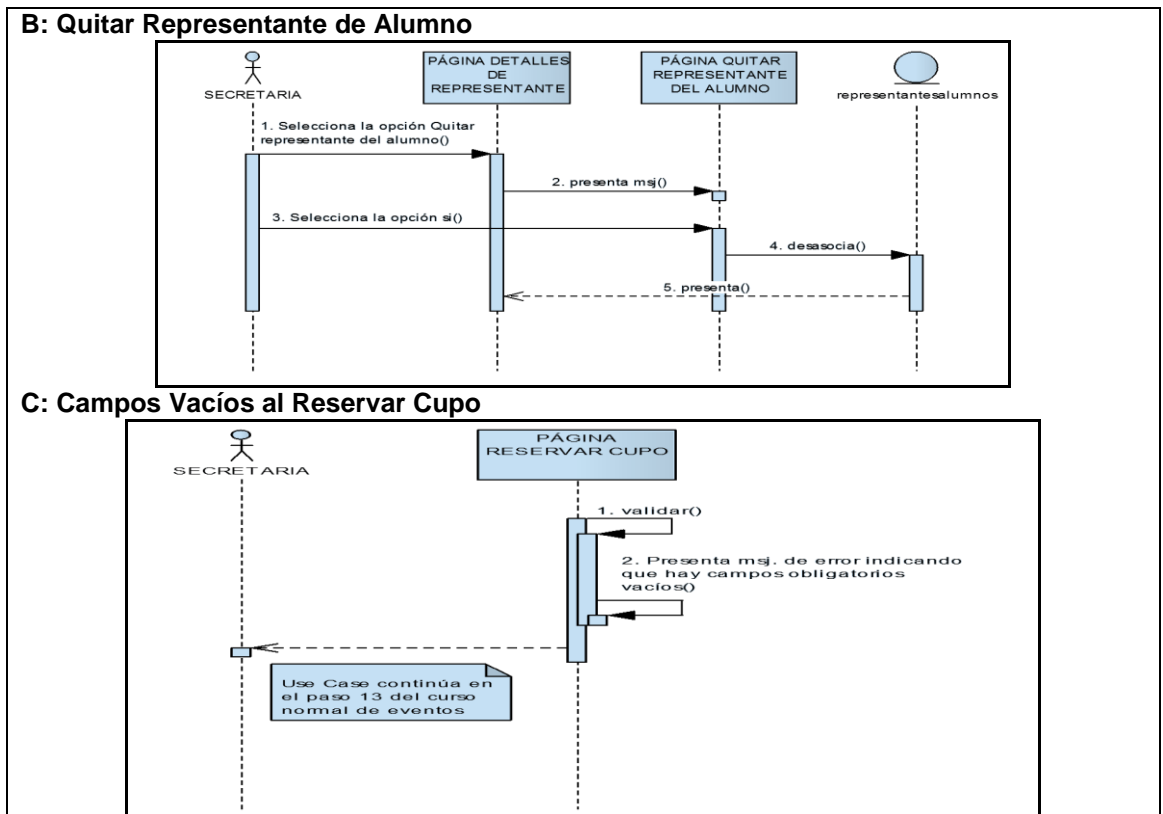 B: Quitar Representante de Alumno
SECRETARIA
PÁGINA DETALLES
DE
REPRESENTANTE
PÁGINA QUITAR
REPRESENTANTE
DEL ALUMNO
representantesalumnos
1. Selecciona la opción Quitar
representante del alumno()
2. presenta msj()
3. Selecciona la opción si()
4. desasocia()
5. presenta()
C: Campos Vacíos al Reservar Cupo
SECRETARIA
PÁGINA
RESERVAR CUPO
1. validar()
2. Presenta msj. de error indicando
que hay campos obligatorios
vacíos()
Use Case continúa en
el paso 13 del curso
normal de eventos